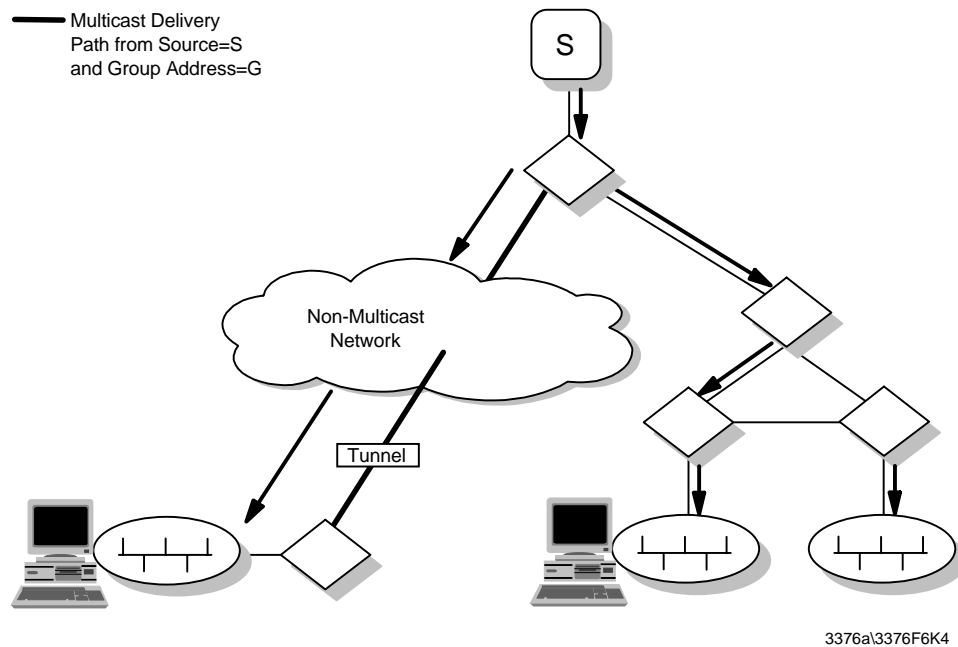 Multicast Delivery
Path from Source=S
and Group Address=G
S
Non-Multicast
Network
Tunnel
3376a\3376F6K4